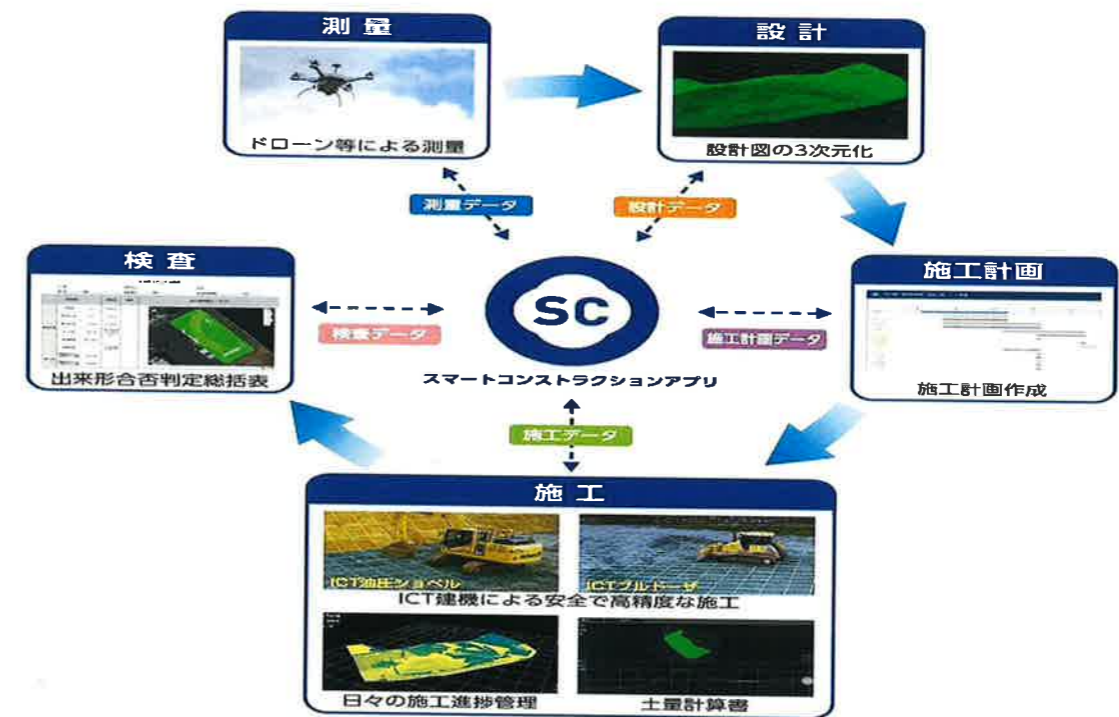 測量
ドローン等による測量
設計
設計図の3次元化
測量データ
設計データ
検査
出来形合否判定総括表
検査データ
SC
スマートコンストラクションアプリ
施工計画データ
施工計画
施工計画作成
施工データ
施工
ICT油圧ショベル
ICTブルドーザ
ICT建機による安全で高精度な施工
日々の施工進捗管理
土量計算書